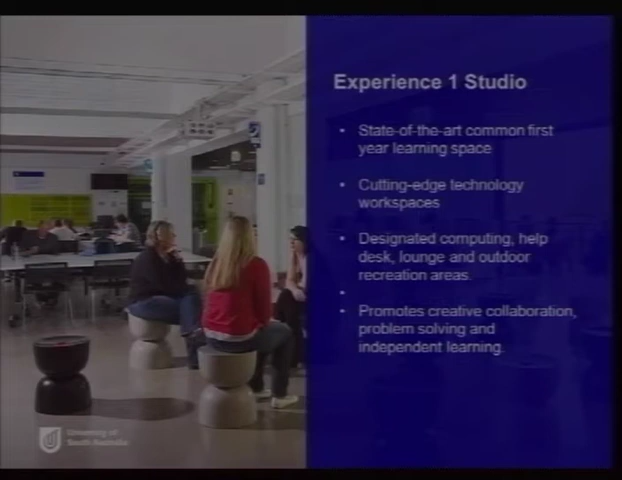 Experience 1 Studio
• State-of-the-art common first
year learning space
• Cutting-edge technology
workspaces
• Designated computing, help
desk, lounge and outdoor
recreation areas.
•
• Promotes creative collaboration,
problem solving and
independent learning.
University of
South Australia